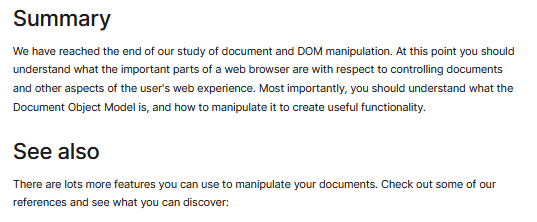 Summary
We have reached the end of our study of document and DOM manipulation. At this point you should
understand what the important parts of a web browser are with respect to controlling documents
and other aspects of the user's web experience. Most importantly, you should understand what the
Document Object Model is, and how to manipulate it to create useful functionality.
See also
There are lots more features you can use to manipulate your documents. Check out some of our
references and see what you can discover: